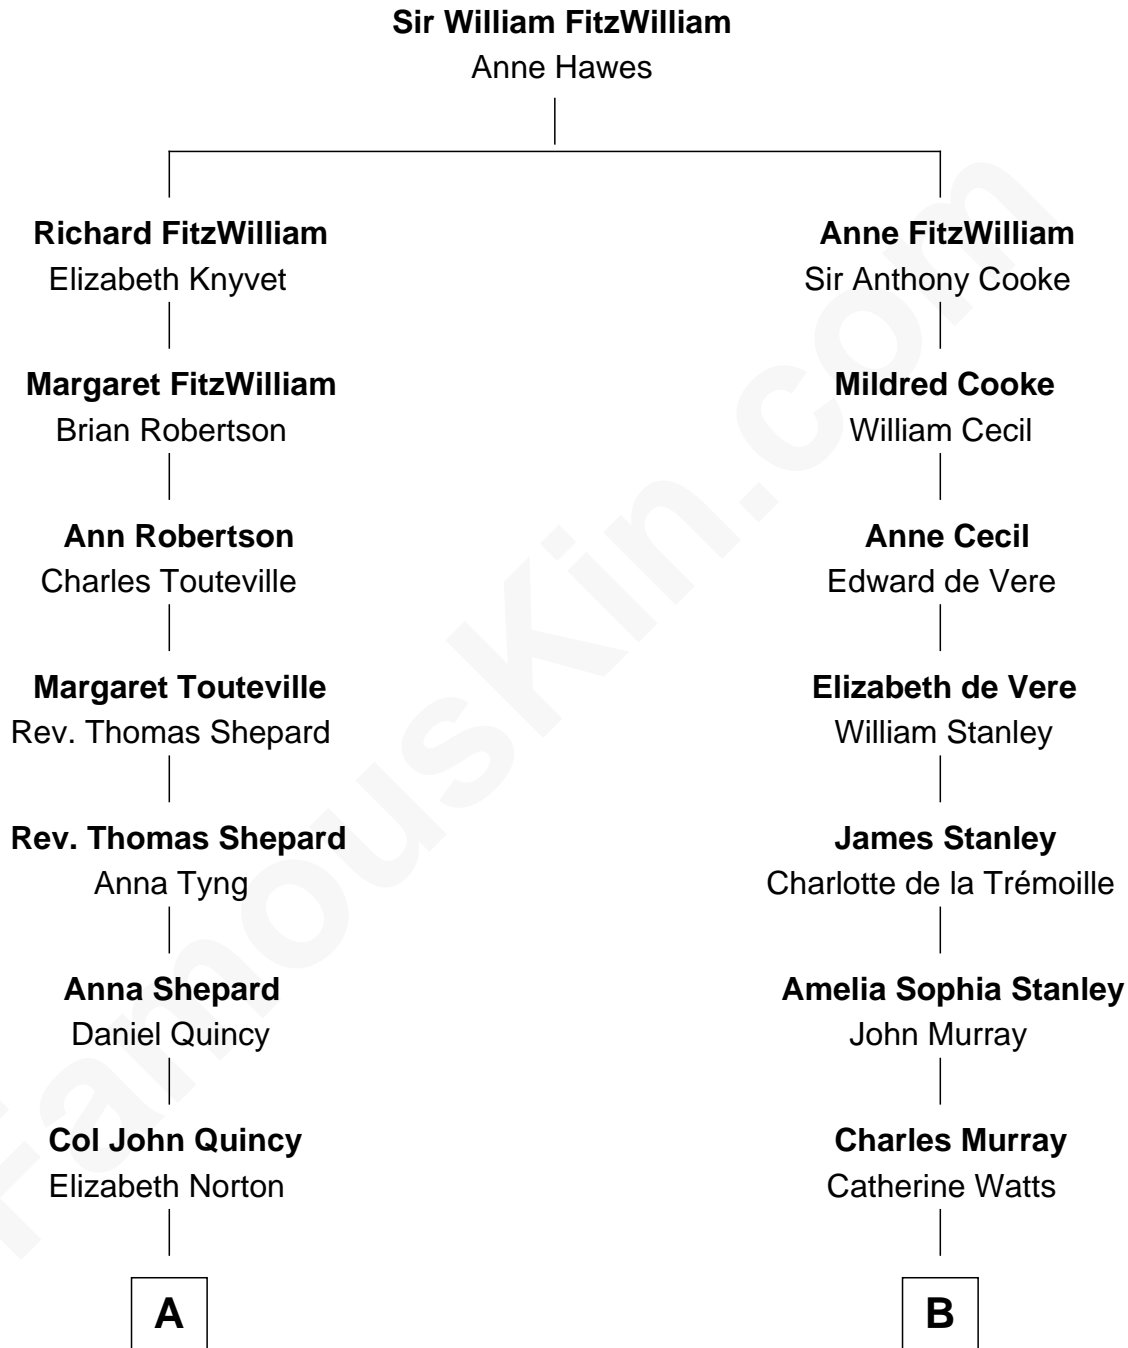 Sir William FitzWilliam
Anne Hawes
Richard FitzWilliam
Elizabeth Knyvet
Margaret FitzWilliam
Brian Robertson
Ann Robertson
Charles Touteville
Margaret Touteville
Rev. Thomas Shepard
Rev. Thomas Shepard
Anna Tyng
Anna Shepard
Daniel Quincy
Col John Quincy
Elizabeth Norton
A
Anne FitzWilliam
Sir Anthony Cooke
Mildred Cooke
William Cecil
Anne Cecil
Edward de Vere
Elizabeth de Vere
William Stanley
James Stanley
Charlotte de la Trémoille
Amelia Sophia Stanley
John Murray
Charles Murray
Catherine Watts
B
FamousKin.com